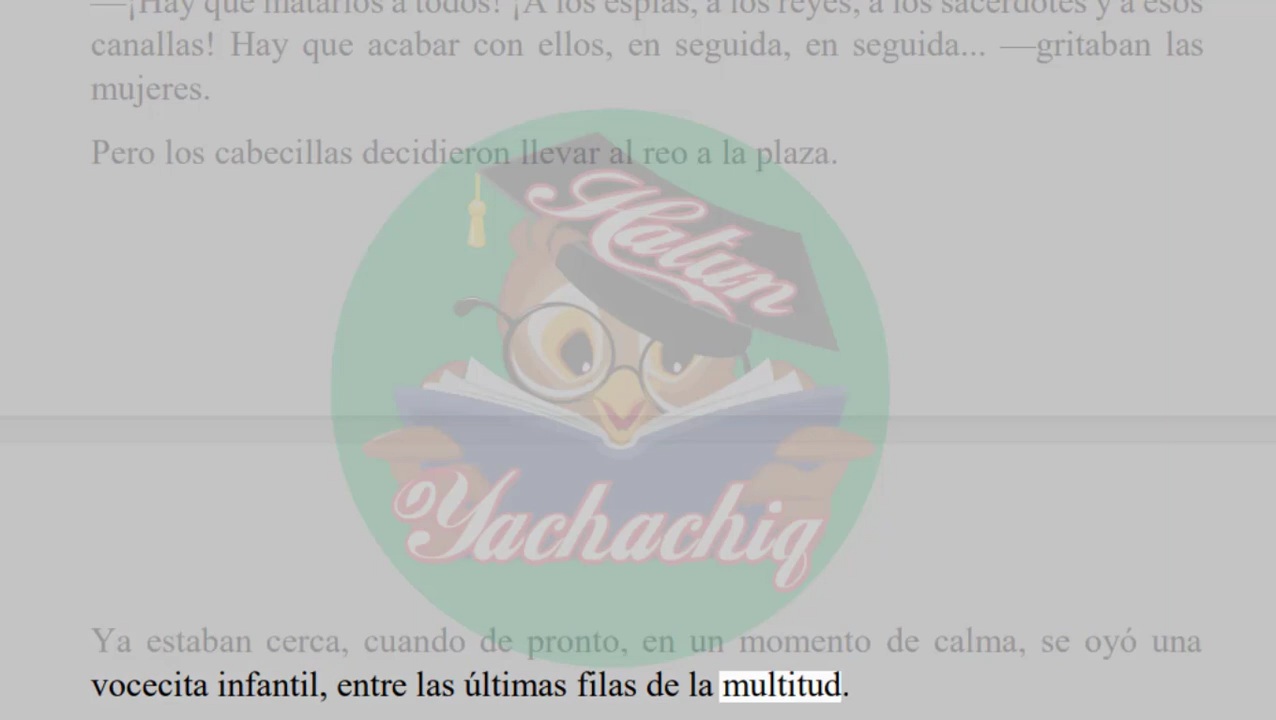 —¡Hay que matarlos a todos! ¡A los espías, a los reyes, a los sacerdotes y a esos
canallas! Hay que acabar con ellos, en seguida, en seguida... —gritaban las
mujeres.
Pero los cabecillas decidieron llevar al reo a la plaza.
Hatun
Yachachiq
Ya estaban cerca, cuando de pronto, en un momento de calma, se oyó una
vocecita infantil, entre las últimas filas de la multitud.